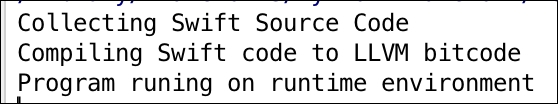 Collecting Swift Source Code
Compiling Swift code to LLVM bitcode
Program runing on runtime environment